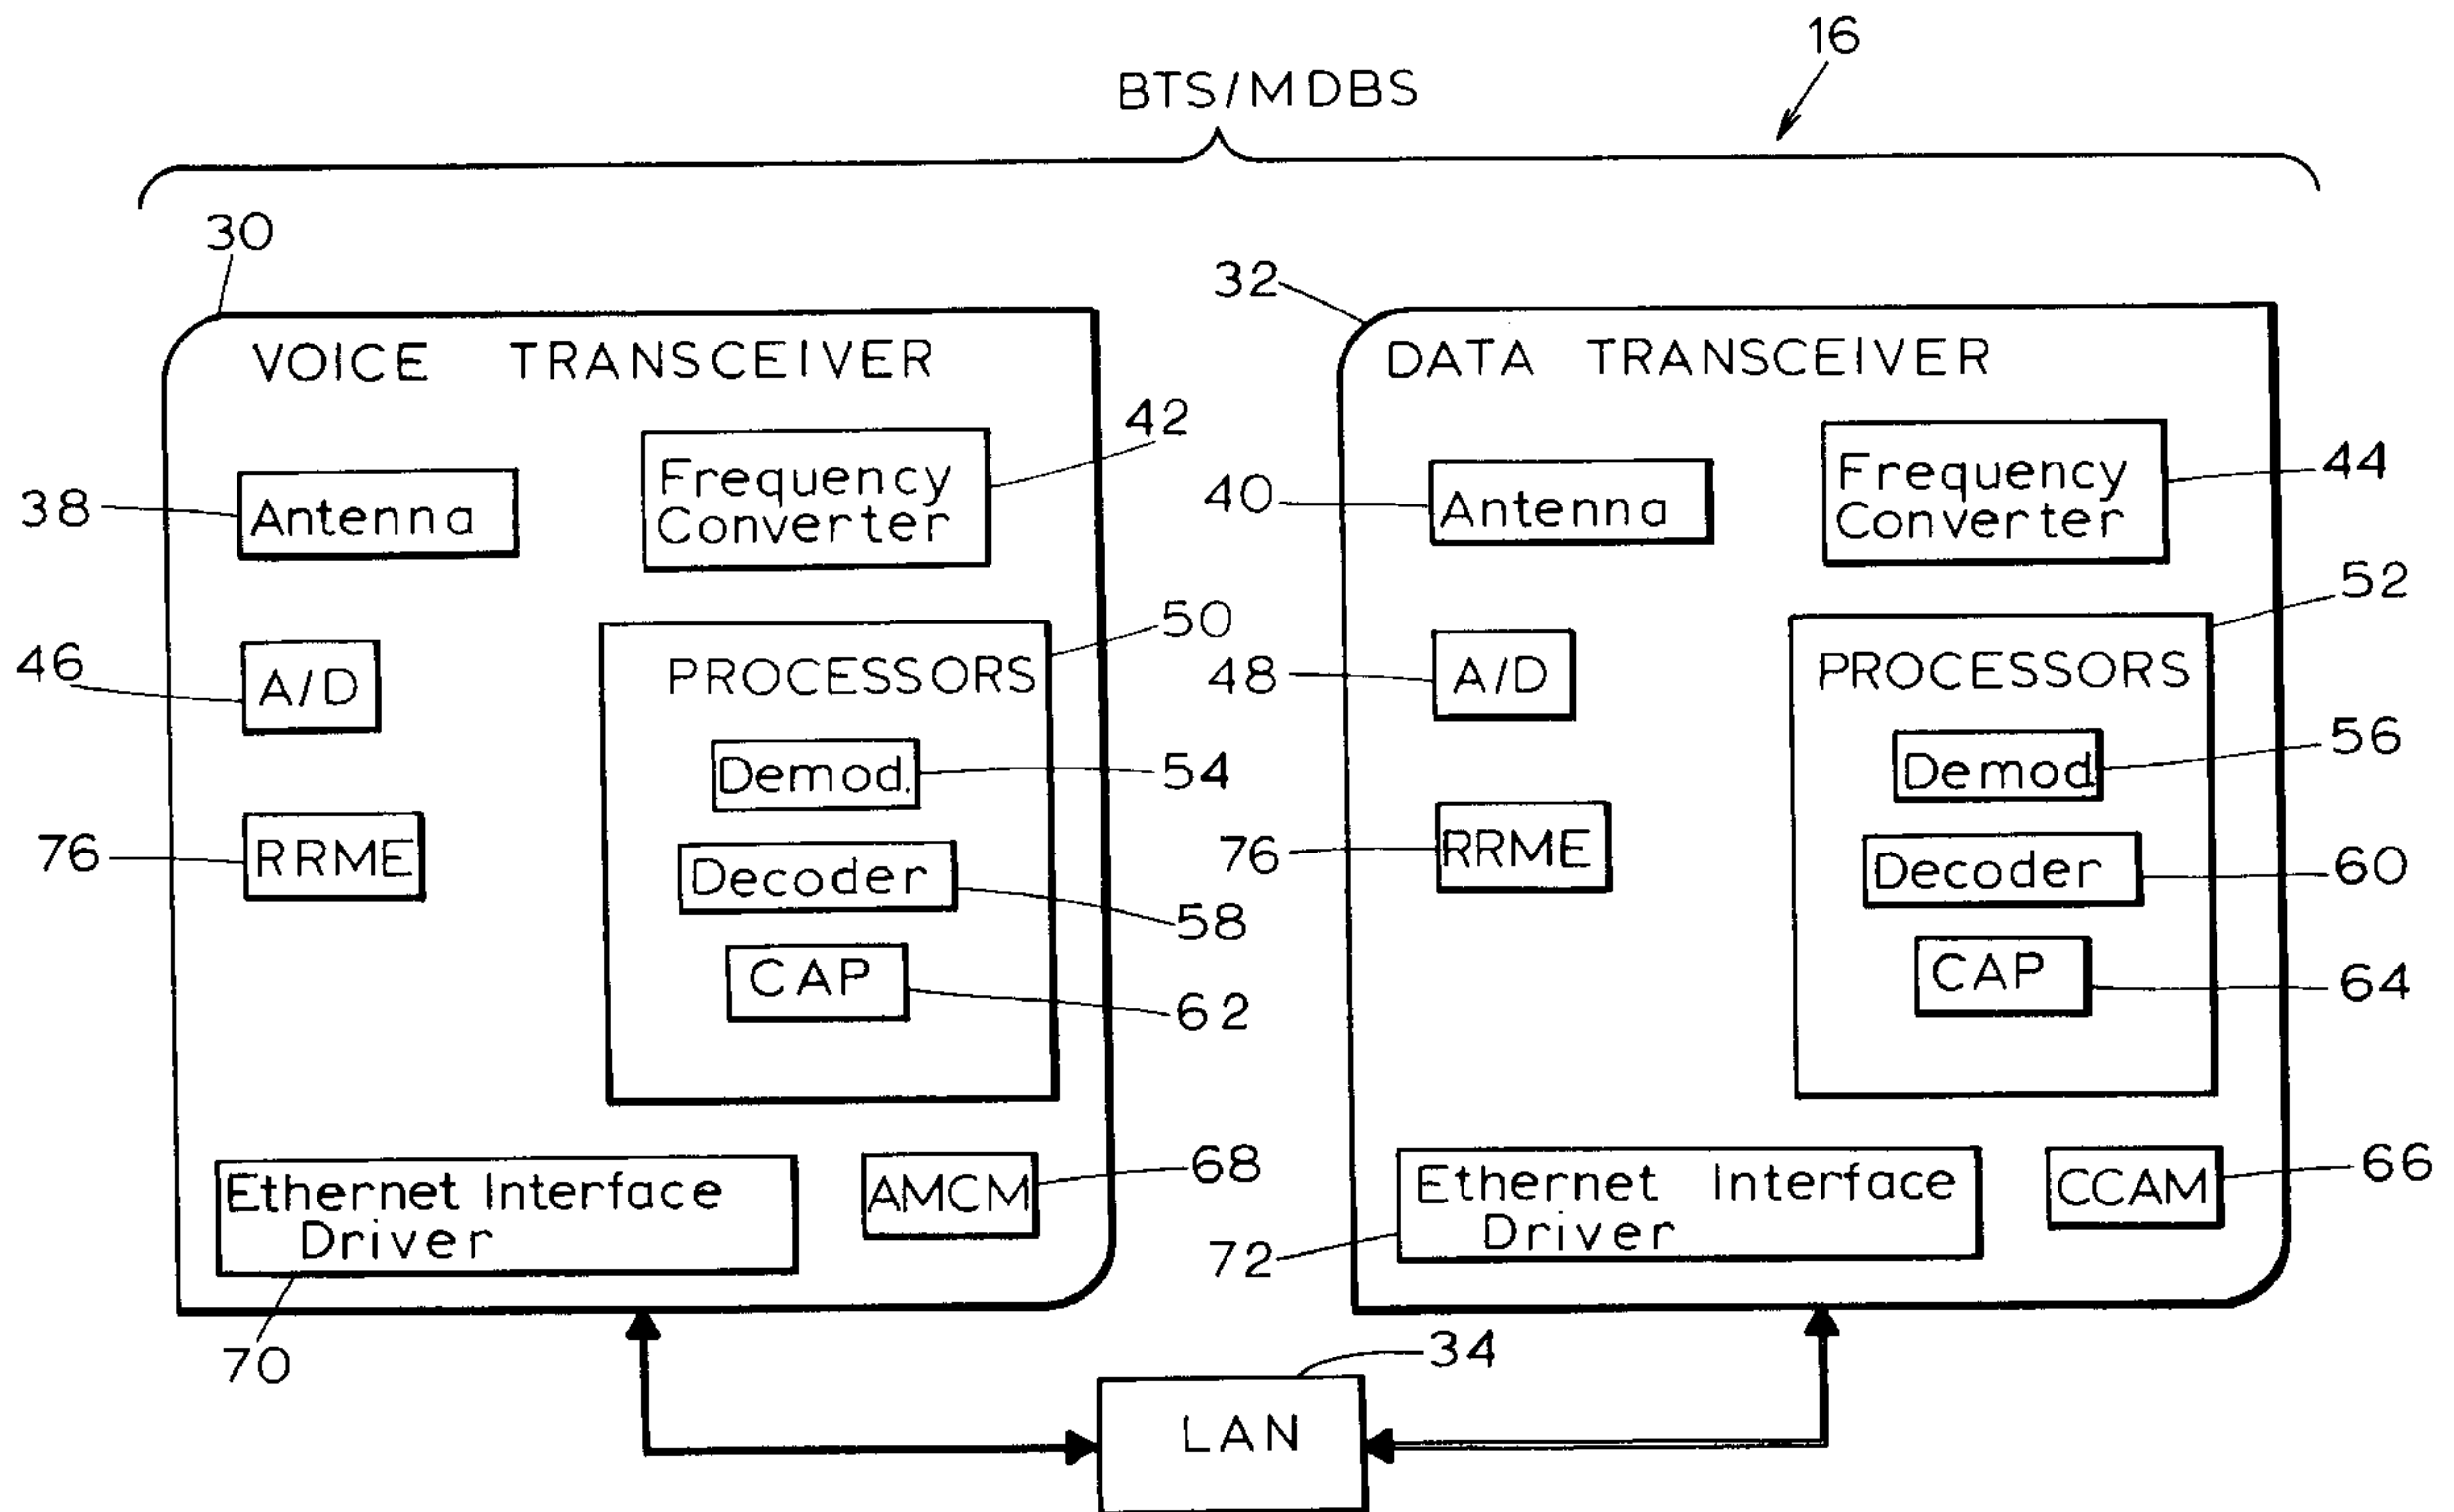 16
BTS/MDBS
30
32
VOICE TRANSCEIVER
42
38
Antenna
Frequency
Converter
46
A/D
50
PROCESSORS
Demod.
54
76
RRME
Decoder
58
CAP
62
Ethernet Interface
Driver
AMCM
68
70
DATA TRANSCEIVER
40
Antenna
Frequency
Converter
44
52
48
A/D
PROCESSORS
Demod
56
76
RRME
Decoder
60
CAP
64
Ethernet Interface
Driver
72
CCAM
66
34
LAN